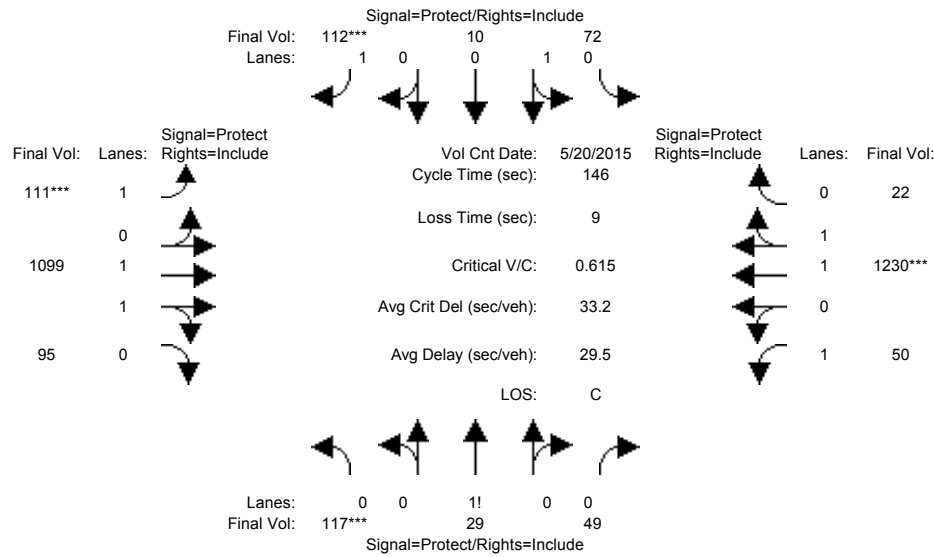 Signal=Protect/Rights=Include
Final Vol: 112*** 10 72
Lanes: 1 0 0 1 0
Signal=Protect Signal=Protect
Final Vol: Lanes: Rights=Include Vol Cnt Date: 5/20/2015 Rights=Include Lanes: Final Vol:
Cycle Time (sec): 146
111*** 1 0 22
Loss Time (sec): 9
0 1
1099 1 Critical V/C: 0.615 1 1230***
1 Avg Crit Del (sec/veh): 33.2 0
95 0 Avg Delay (sec/veh): 29.5 1 50
LOS: C
Lanes: 0 0 1! 0 0
Final Vol: 117*** 29 49
Signal=Protect/Rights=Include